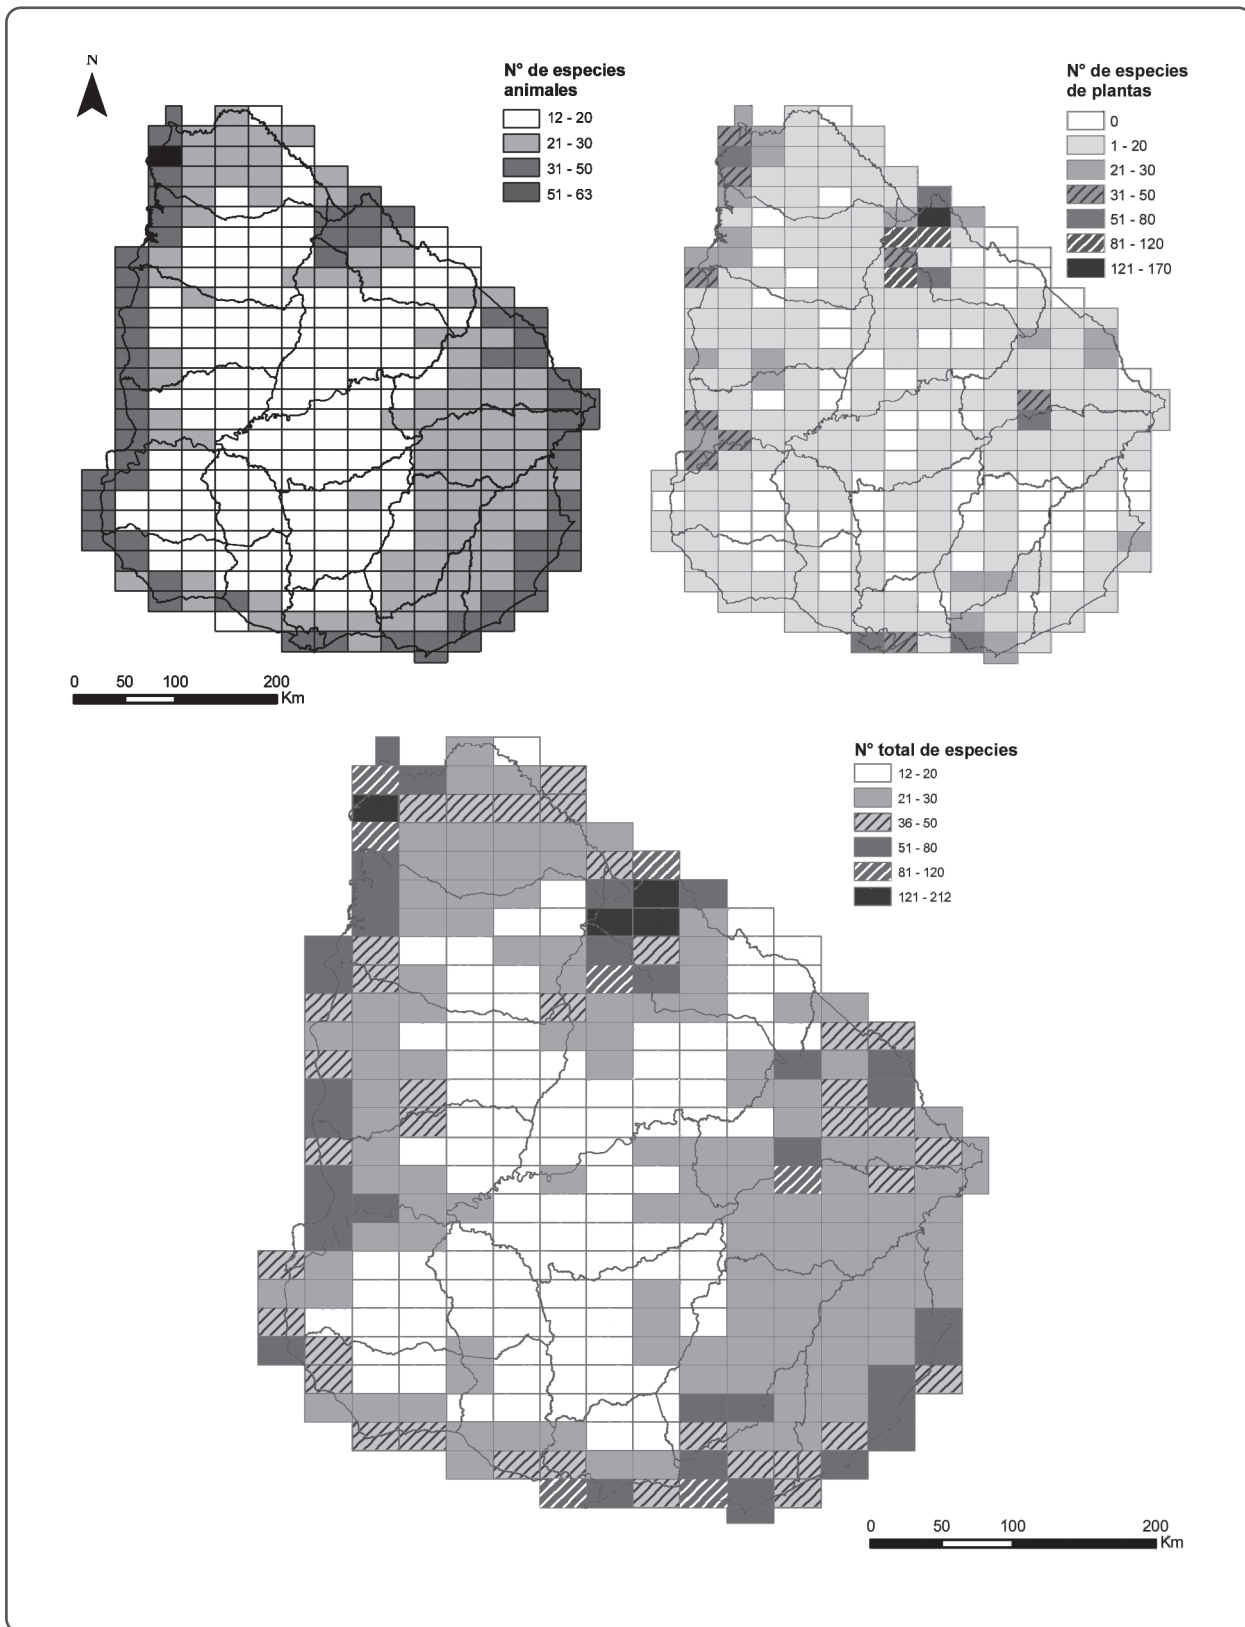 N
N° de especies
animales
12 - 20
21 - 30
31 - 50
51 - 63
N° de especies
de plantas
0
1 - 20
21 - 30
31 - 50
51 - 80
81 - 120
121 - 170
0 50 100 200
Km
N° total de especies
12 - 20
21 - 30
36 - 50
51 - 80
81 - 120
121 - 212
0 50 100 200
Km